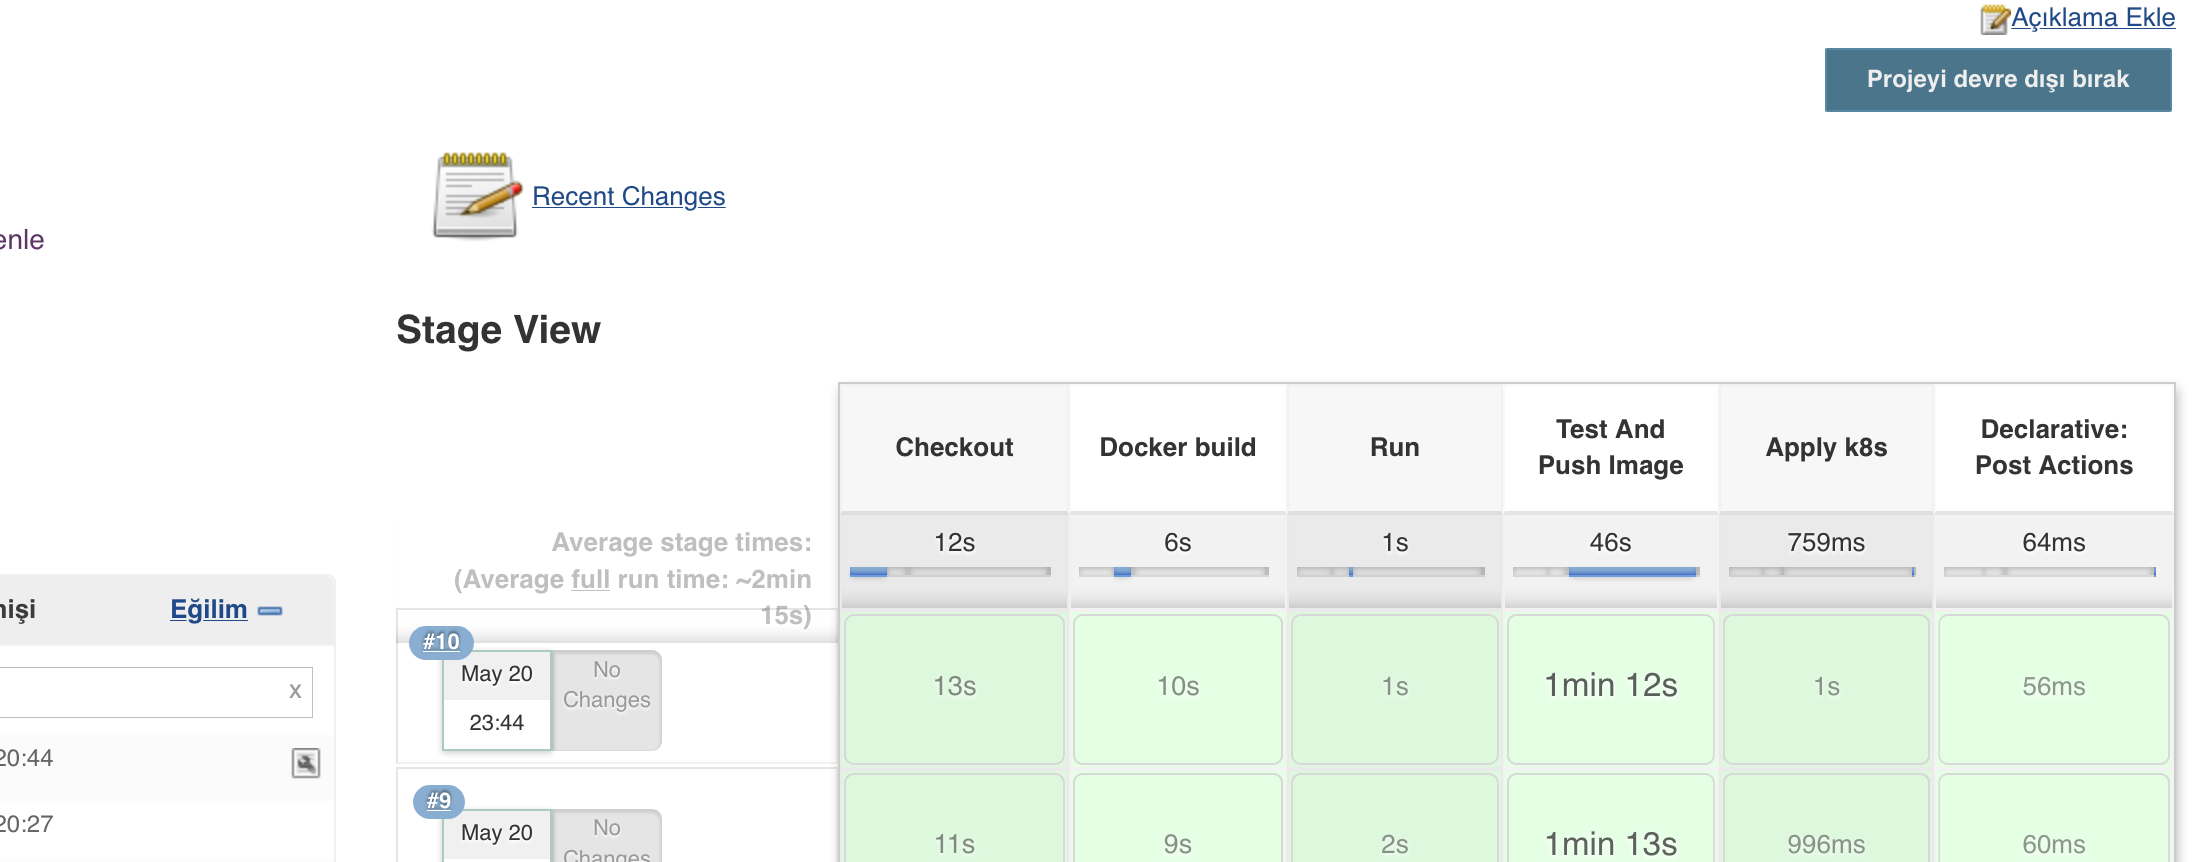 Açıklama Ekle
Projeyi devre dışı bırak
Recent Changes
enle
Stage View
Checkout
Docker build
Run
Test And
Push Image
Apply k8s
Declarative:
Post Actions
Average stage times:
(Average full run time: ~2min
15s)
12s
6s
1s
46s
759ms
64ms
nişi
Eğilim
x
20:44
20:27
#10
May 20
23:44
No
Changes
13s
10s
1s
1min 12s
1s
56ms
#9
May 20
No
Changes
11s
9s
2s
1min 13s
996ms
60ms